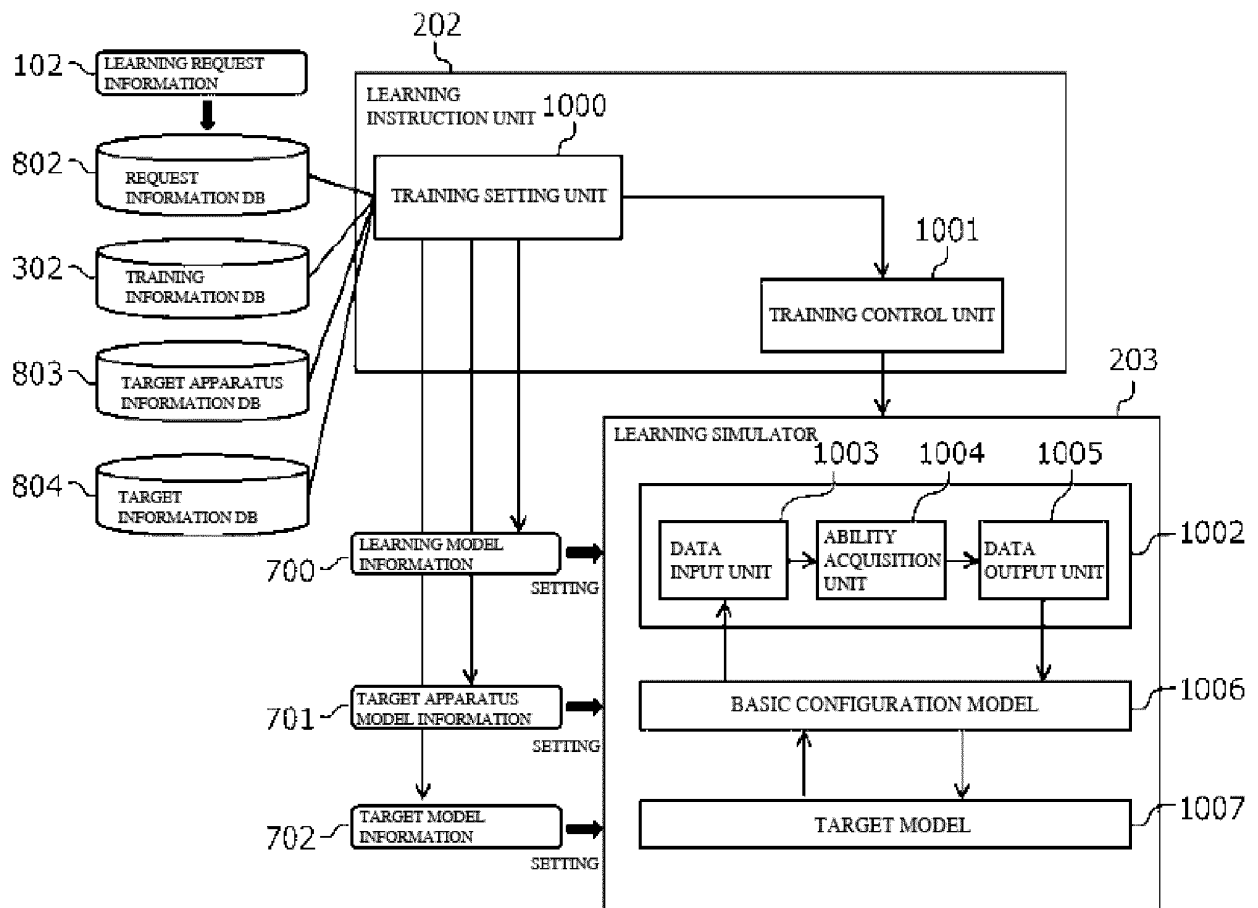 202
102
LEARNING REQUEST
INFORMATION
LEARNING
INSTRUCTION UNIT
1000
802
REQUEST
INFORMATION DB
TRAINING SETTING UNIT
302
TRAINING
INFORMATION DB
1001
TRAINING CONTROL UNIT
803
TARGET APPARATUS
INFORMATION DB
203
LEARNING SIMULATOR
804
TARGET
INFORMATION DB
1003
1004
1005
700
LEARNING MODEL
INFORMATION
SETTING
DATA
INPUT UNIT
ABILITY
ACQUISITION
UNIT
DATA
OUTPUT UNIT
1002
701
TARGET APPARATUS
MODEL INFORMATION
SETTING
BASIC CONFIGURATION MODEL
1006
702
TARGET MODEL
INFORMATION
SETTING
TARGET MODEL
1007